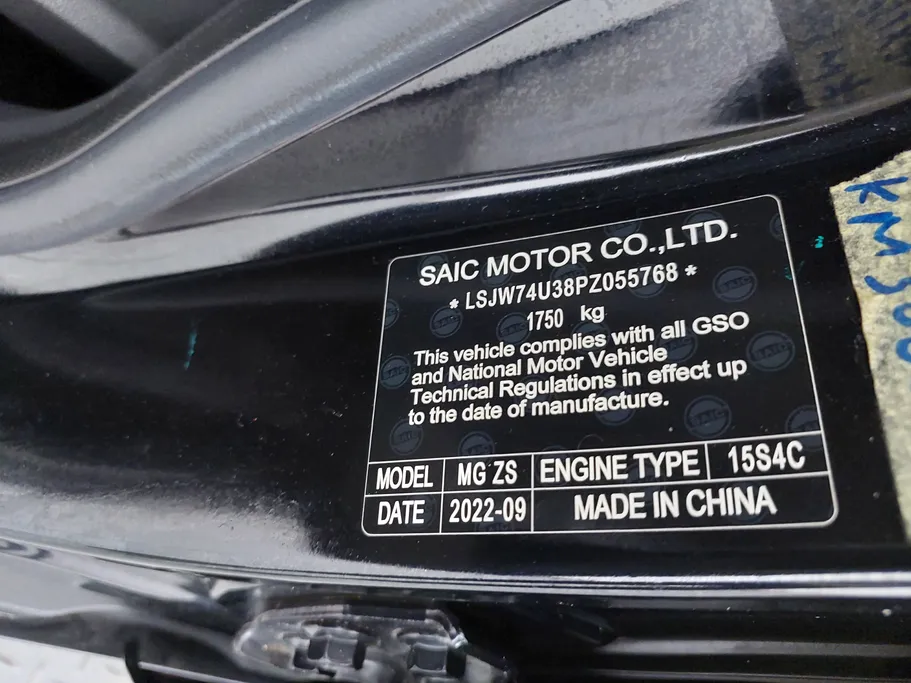 SAIC MOTOR CO.,LTD.
* LSJW74U38PZ055768 *
1750 kg
This vehicle complies with all GSO
and National Motor Vehicle
Technical Regulations in effect up
to the date of manufacture.
MODEL MG ZS ENGINE TYPE 15S4C
DATE 2022-09 MADE IN CHINA
KM